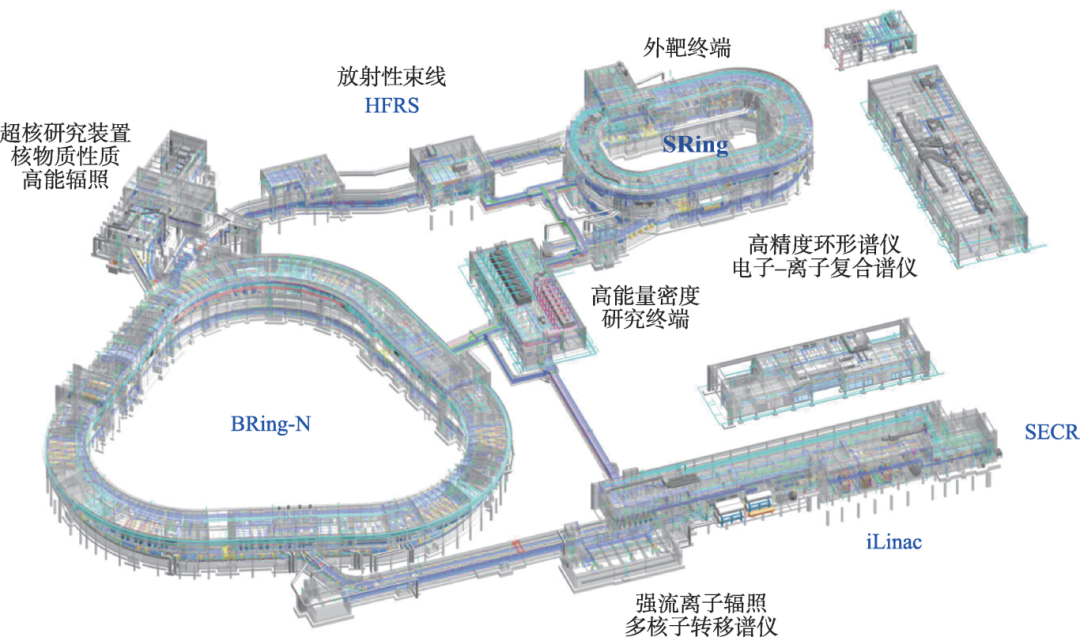 外靶终端
放射性束线
HFRS
超核研究装置
核物质性质
高能辐照
SRing
高精度环形谱仪
电子–离子复合谱仪
高能量密度
研究终端
BRing-N
SECR
iLinac
强流离子辐照
多核子转移谱仪